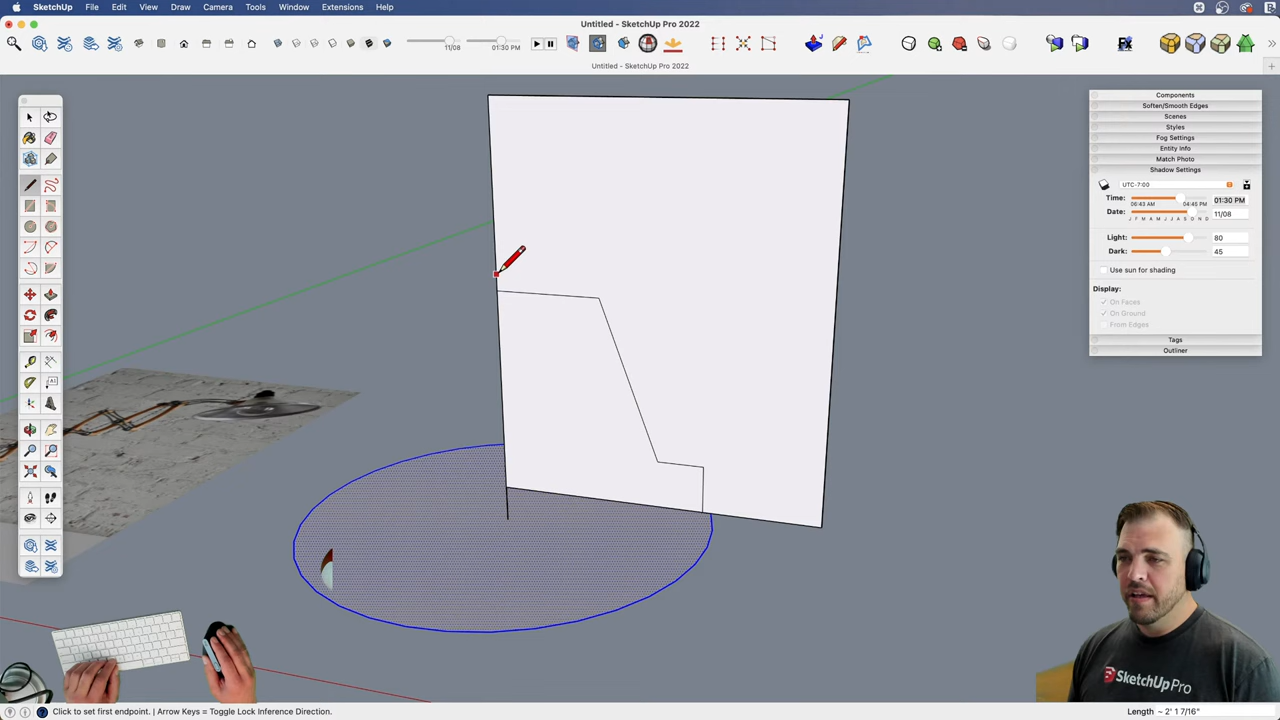 SketchUp File Edit View Draw Camera Tools Window Extensions Help
Untitled - SketchUp Pro 2022
11/08
01:30 PM
Untitled - SketchUp Pro 2022
Components
Soften/Smooth Edges
Scenes
Styles
Fog Settings
Entity Info
Match Photo
Shadow Settings
UTC-7:00
Time: 01:30 PM
06:43 AM 04:46 PM
Date: 11/08
J F M A M J J A S O N D
Light: 80
Dark: 45
Use sun for shading
Display:
On Faces
On Ground
From Edges
Tags
Outliner
SketchUp Pro
Click to set first endpoint. | Arrow Keys = Toggle Lock Inference Direction.
Length ~ 2' 1 7/16"